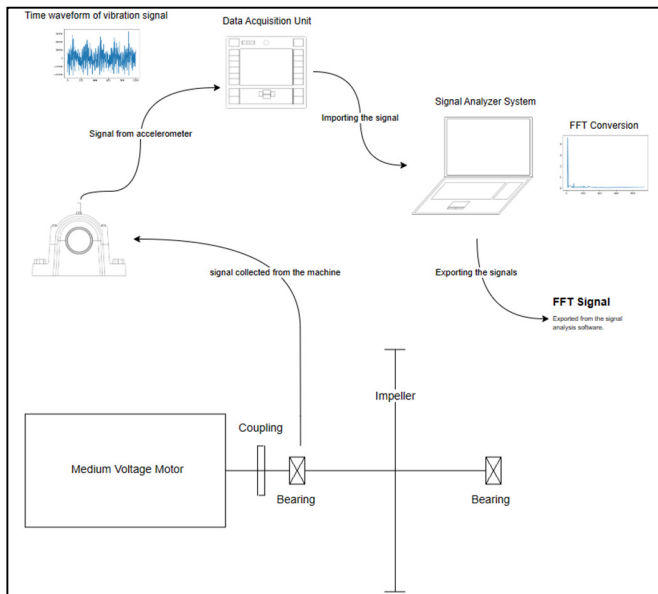 Time waveform of vibration signal
Data Acquisition Unit
Signal from accelerometer
Importing the signal
Signal Analyzer System
FFT Conversion
signal collected from the machine
Exporting the signals
FFT Signal
Exported from the signal
analysis software.
Impeller
Coupling
Medium Voltage Motor
Bearing
Bearing